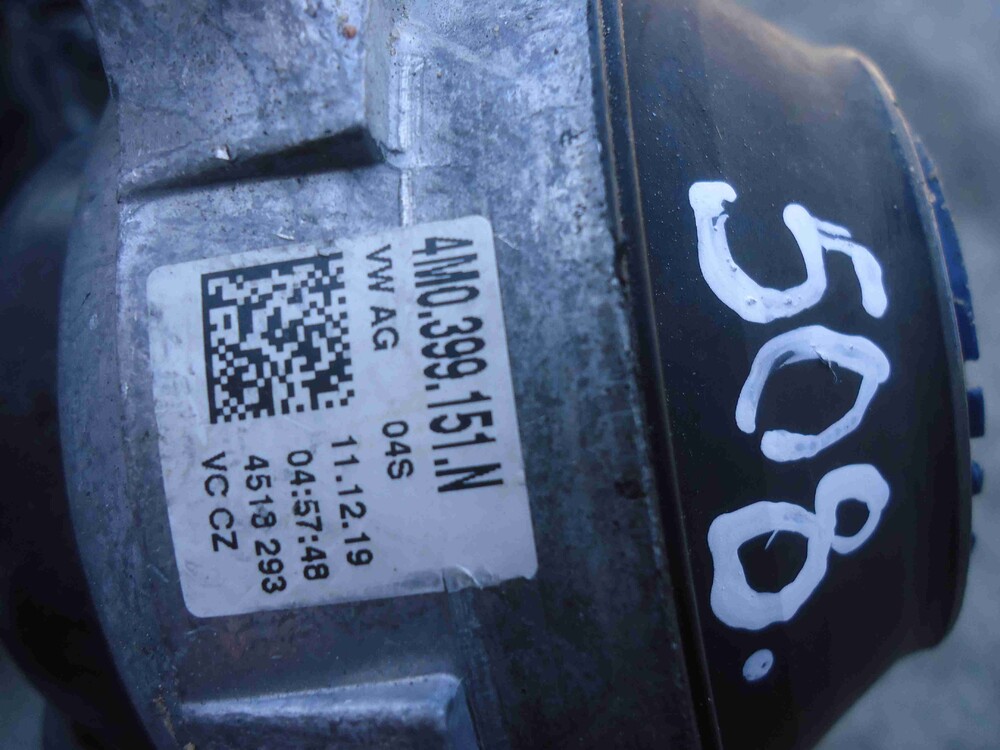 4M0.399.151.N
VW AG 04S
11.12.19
04:57:48
4518 293
VC CZ
508.